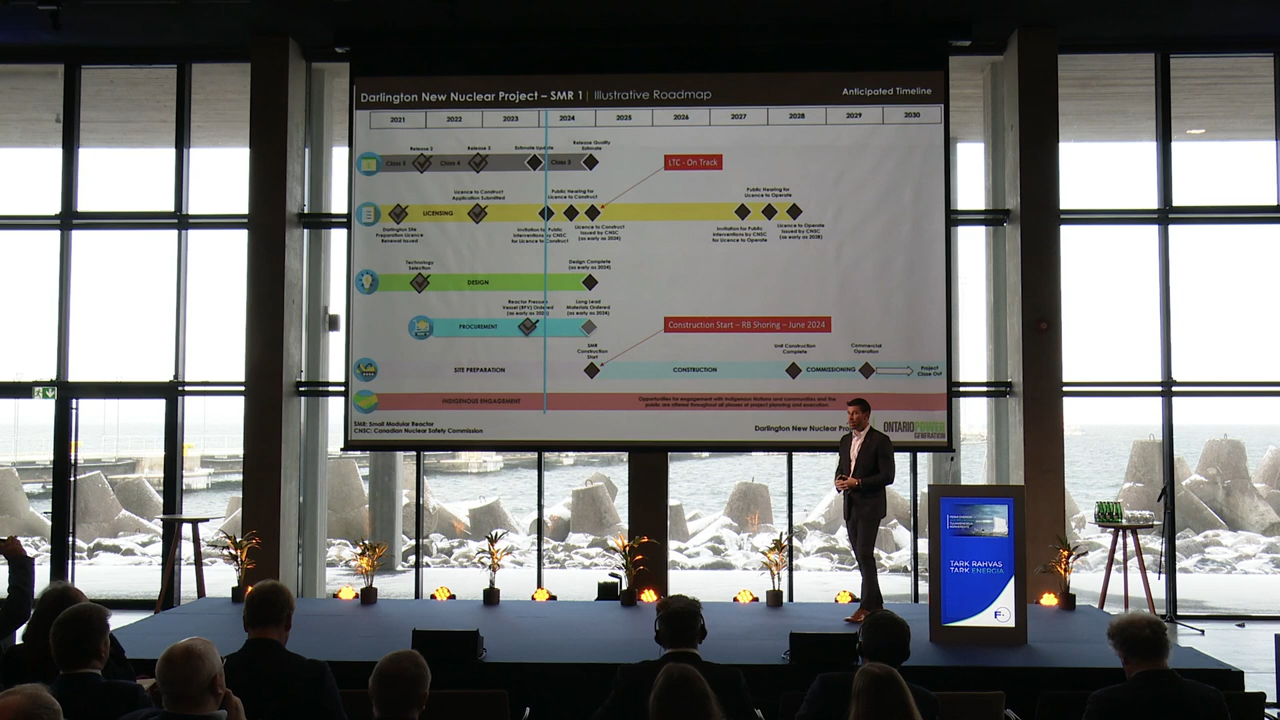 Darlington New Nuclear Project – SMR 1 | Illustrative Roadmap
Anticipated Timeline
2021 2022 2023 2024 2025 2026 2027 2028 2029 2030
Release 2
Release 3
Estimate Update
Release Quality
Estimate
Class 5
Class 4
Class 3
LTC - On Track
Licence to Construct
Application Submitted
Public Hearing for
Licence to Construct
Public Hearing for
Licence to Operate
LICENSING
Darlington Site
Preparation Licence
Renewal Issued
Invitation to Public
Interventions by CNSC
for Licence to Construct
Licence to Construct
Issued by CNSC
(as early as 2024)
Invitation for Public
Interventions by CNSC
for Licence to Operate
Licence to Operate
Issued by CNSC
(as early as 2028)
Technology
Selection
Design Complete
(as early as 2024)
DESIGN
Reactor Pressure
Vessel (RPV) Ordered
Long Lead
Materials Ordered
(as early as 2024)
PROCUREMENT
Construction Start – RB Shoring – June 2024
SMR
Construction
Start
Unit Construction
Complete
Commercial
Operation
SITE PREPARATION
CONSTRUCTION
COMMISSIONING
Project
Close Out
INDIGENOUS ENGAGEMENT
Opportunities for engagement with Indigenous Nations and communities and the
public are offered throughout all phases of project planning and execution.
SMR: Small Modular Reactor
CNSC: Canadian Nuclear Safety Commission
Darlington New Nuclear
ONTARIOPOWER
GENERATION
TARK RAHVAS
TARK ENERGIA